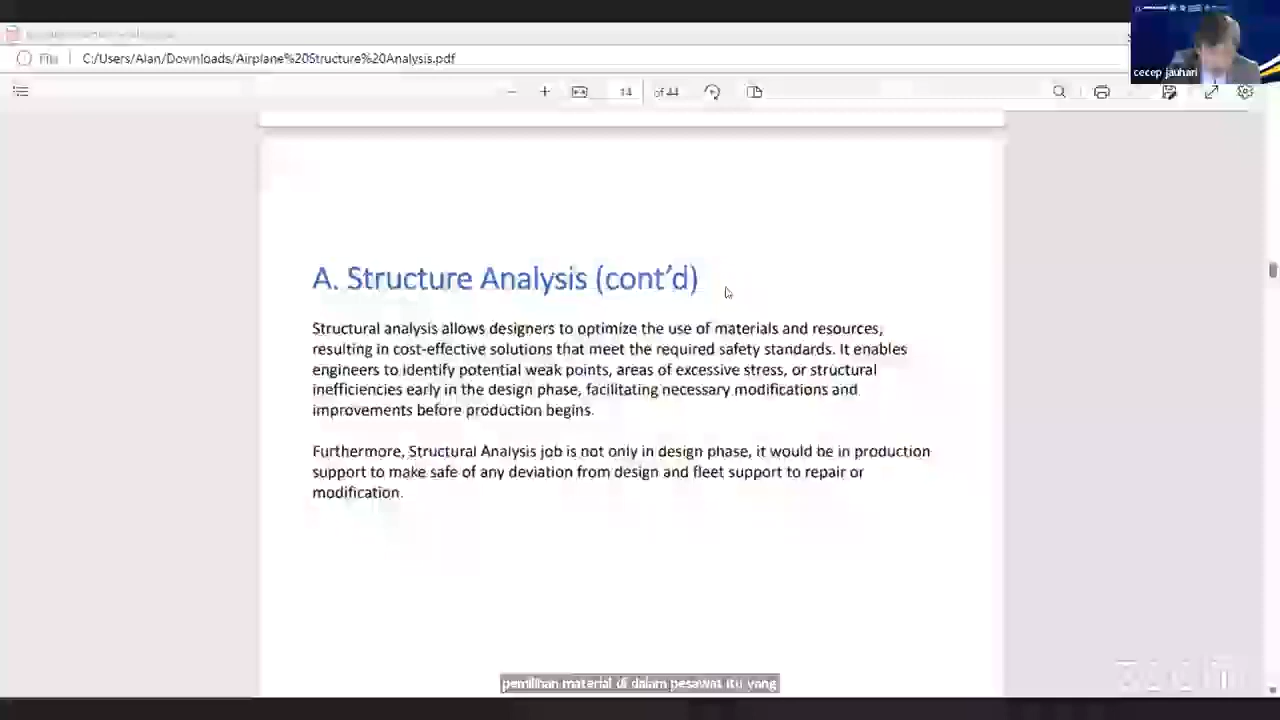 cecep jauhari
File
C:/Users/Alan/Downloads/Airplane%20Structure%20Analysis.pdf
14 of 44
A. Structure Analysis (cont'd)
Structural analysis allows designers to optimize the use of materials and resources,
resulting in cost-effective solutions that meet the required safety standards. It enables
engineers to identify potential weak points, areas of excessive stress, or structural
inefficiencies early in the design phase, facilitating necessary modifications and
improvements before production begins.
Furthermore, Structural Analysis job is not only in design phase, it would be in production
support to make safe of any deviation from design and fleet support to repair or
modification.
pemilihan material di dalam pesawat itu yang
zoom